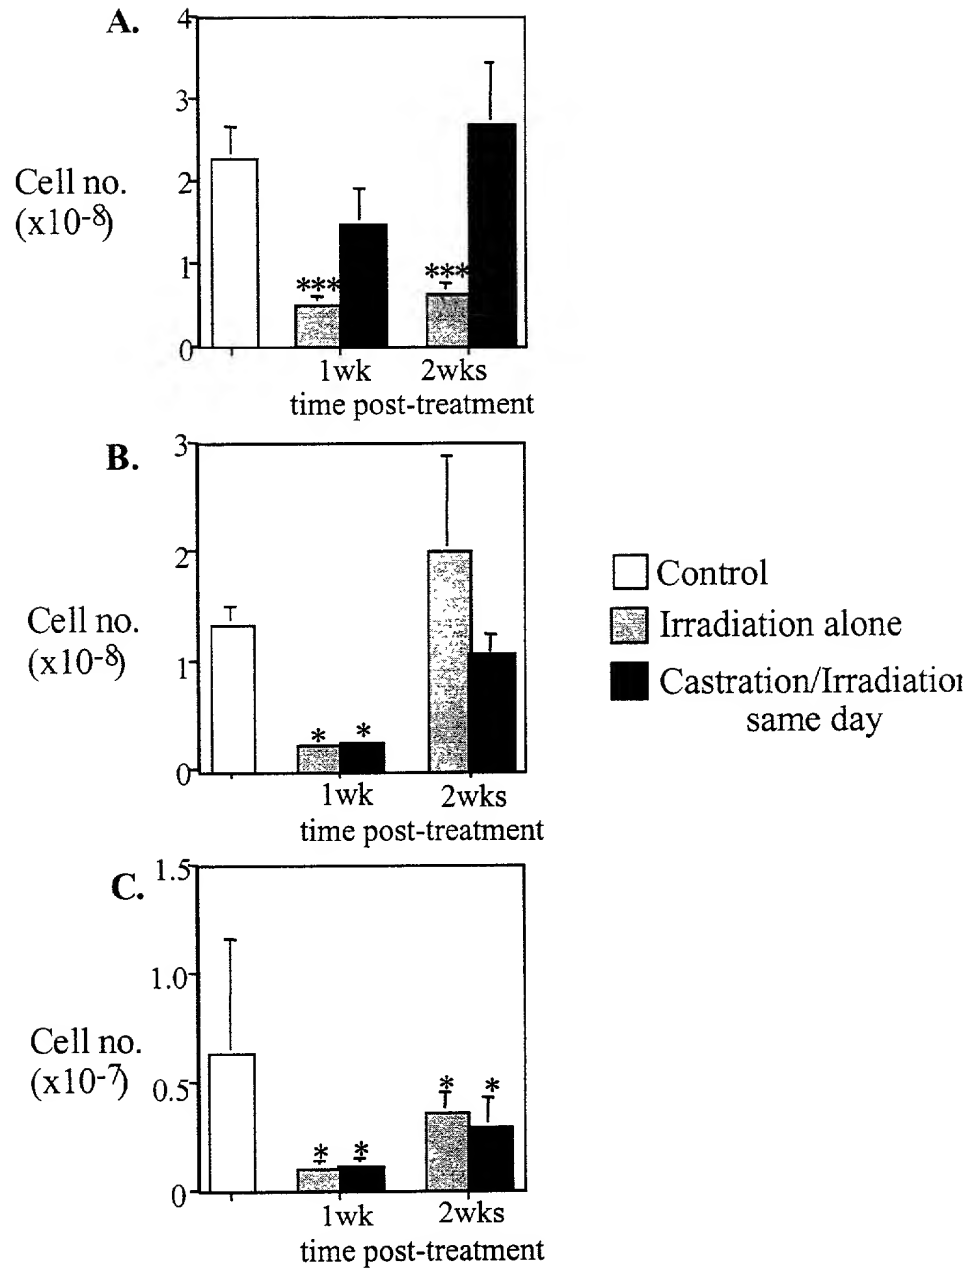 A.
4
3
2
1
0
Cell no.
(x10-8)
***
***
1wk 2wks
time post-treatment
B.
3
2
1
0
Cell no.
(x10-8)
* *
1wk 2wks
time post-treatment
Control
Irradiation alone
Castration/Irradiation
same day
C.
1.5
1.0
0.5
0
Cell no.
(x10-7)
* *
* *
1wk 2wks
time post-treatment